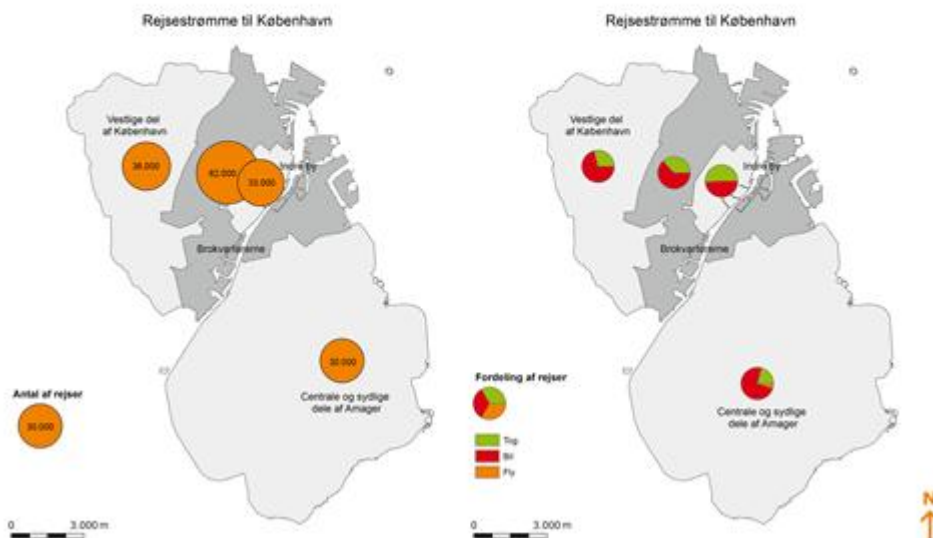 Rejsestrømme til København
Vestlige del
af København
36.000
62.000
33.000
Indre by
Brokvartererne
30.000
Centrale og sydlige
dele af Amager
Antal af rejser
30.000
0 3.000 m
Rejsestrømme til København
Vestlige del
af København
Indre by
Brokvartererne
Centrale og sydlige
dele af Amager
Fordeling af rejser
Tog
Bil
Fly
0 3.000 m
N